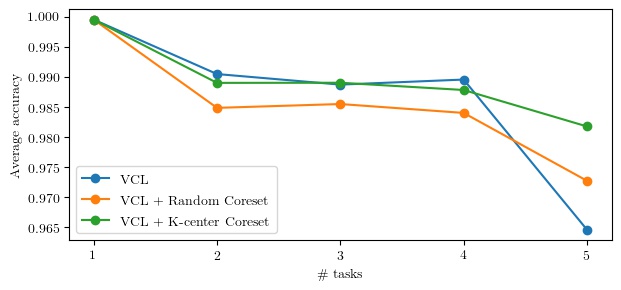 1.000
0.995
0.990
0.985
0.980
0.975
0.970
0.965
Average accuracy
VCL
VCL + Random Coreset
VCL + K-center Coreset
1 2 3 4 5
# tasks